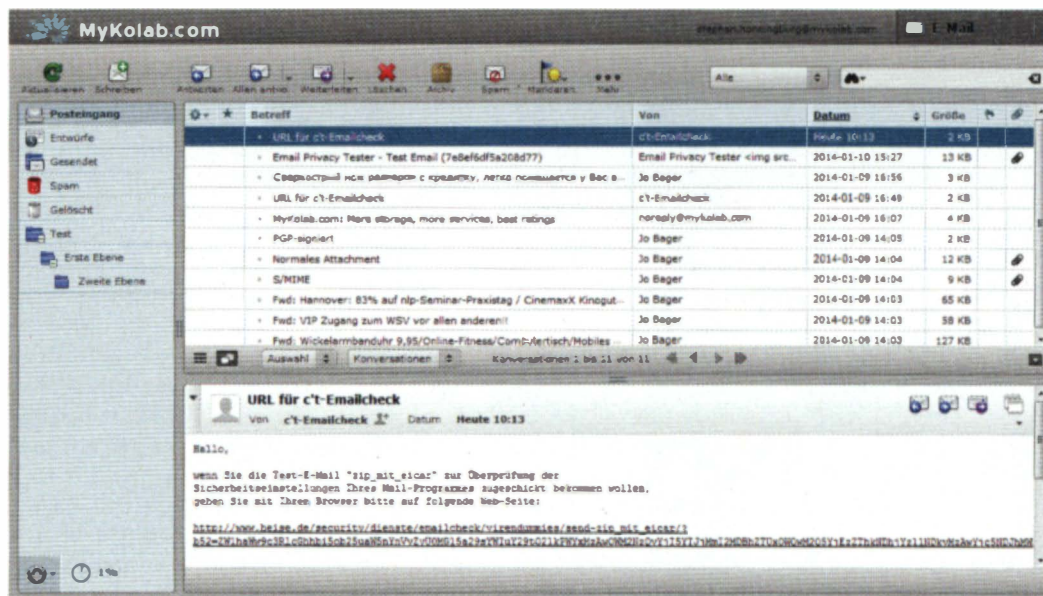 MyKolab.com
E-Mail
Aktualisieren Schreiben Antworten Allen antwo. Weiterleiten Löschen Archiv Spam Markieren Mehr Alle
Posteingang
Entwürfe
Gesendet
Spam
Gelöscht
Test
Erste Ebene
Zweite Ebene
1%
Betreff Von Datum Größe
URL für c't-Emailcheck c't-Emailcheck Heute 10:13 2 KB
Email Privacy Tester - Test Email (7e8ef6df5a208d77) Email Privacy Tester <img src... 2014-01-10 15:27 13 KB
с кредитку, легко у Вас в... Jo Bager 2014-01-09 16:56 3 KB
URL für c't-Emailcheck c't-Emailcheck 2014-01-09 16:49 2 KB
MyKolab.com: More storage, more services, best ratings noreply@mykolab.com 2014-01-09 16:07 4 KB
PGP-signiert Jo Bager 2014-01-09 14:05 2 KB
Normales Attachment Jo Bager 2014-01-09 14:04 12 KB
S/MIME Jo Bager 2014-01-09 14:04 9 KB
Fwd: Hannover: 83% auf nlp-Seminar-Praxistag / CinemaxX Kinogut... Jo Bager 2014-01-09 14:03 65 KB
Fwd: VIP Zugang zum WSV vor allen anderen!! Jo Bager 2014-01-09 14:03 58 KB
Fwd: Wickelarmbanduhr 9,95/Online-Fitness/Mobiles ... Jo Bager 2014-01-09 14:03 127 KB
Auswahl Konversationen Konversationen 1 bis 11 von 11
URL für c't-Emailcheck
Von c't-Emailcheck Datum Heute 10:13
Hallo,
wenn Sie die Test-E-Mail "zip_mit_eicar" zur Überprüfung der
Sicherheitseinstellungen Ihres Mail-Programmes zugeschickt bekommen wollen,
gehen Sie mit Ihrem Browser bitte auf folgende Web-Seite:
http://www.heise.de/security/dienste/emailcheck/virendummies/send-zip_mit_eicar/?